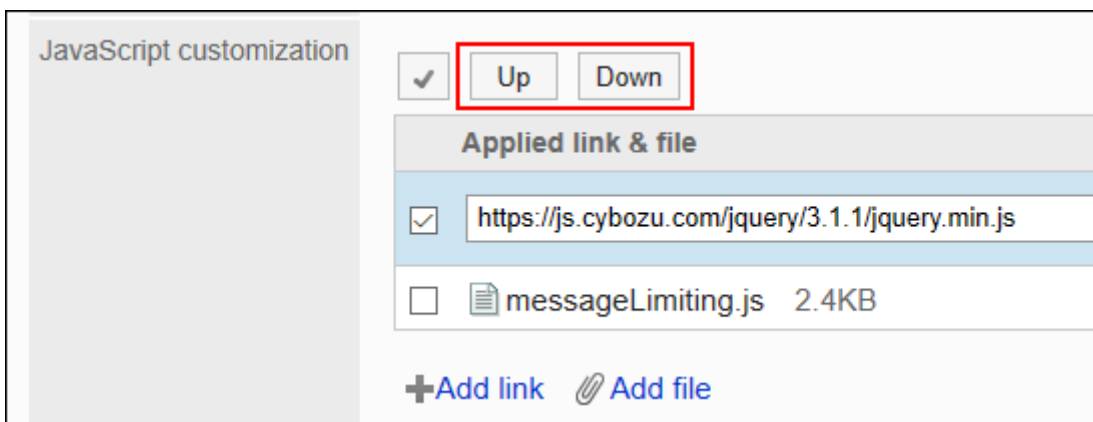 JavaScript customization
Up Down
Applied link & file
https://js.cybozu.com/jquery/3.1.1/jquery.min.js
messageLimiting.js 2.4KB
Add link Add file